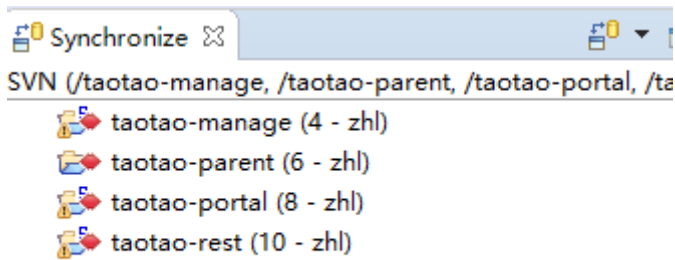 Synchronize
SVN (/taotao-manage, /taotao-parent, /taotao-portal, /ta
taotao-manage (4 - zhl)
taotao-parent (6 - zhl)
taotao-portal (8 - zhl)
taotao-rest (10 - zhl)